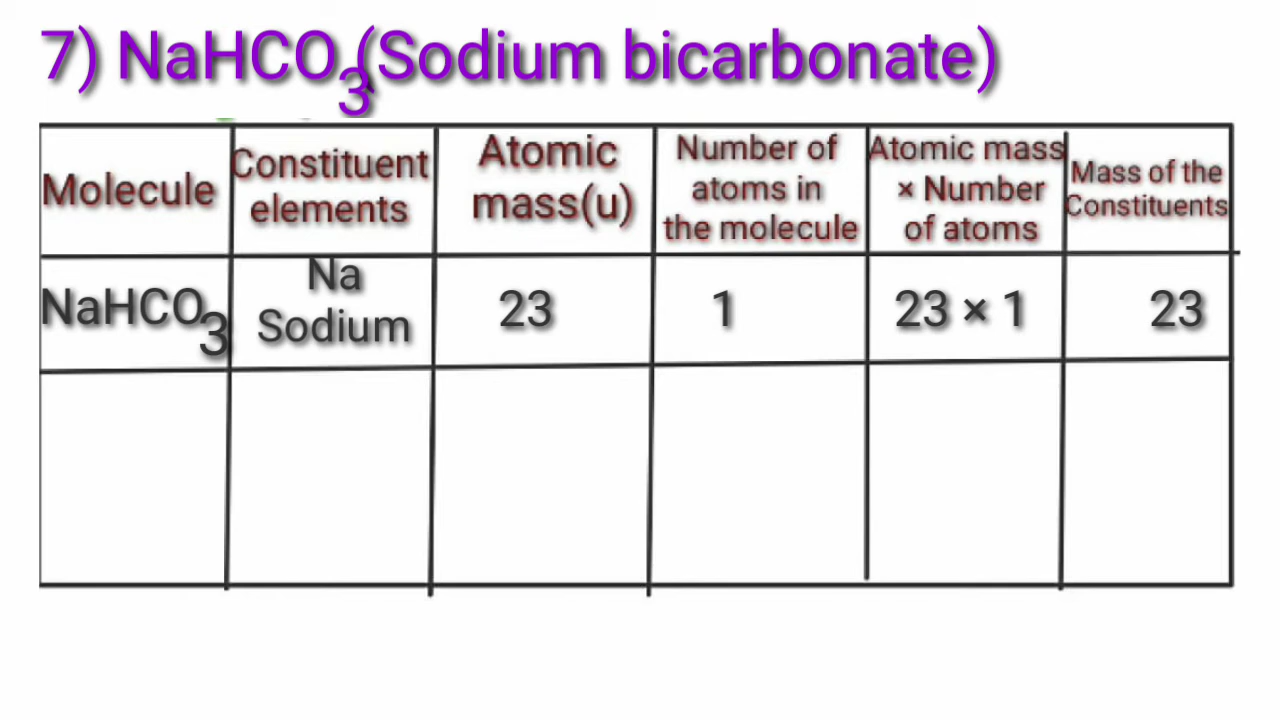 7) NaHCO3(Sodium bicarbonate)
Molecule
Constituent
elements
Atomic
mass(u)
Number of
atoms in
the molecule
Atomic mass
× Number
of atoms
Mass of the
Constituents
NaHCO3
Na
Sodium
23
1
23 × 1
23